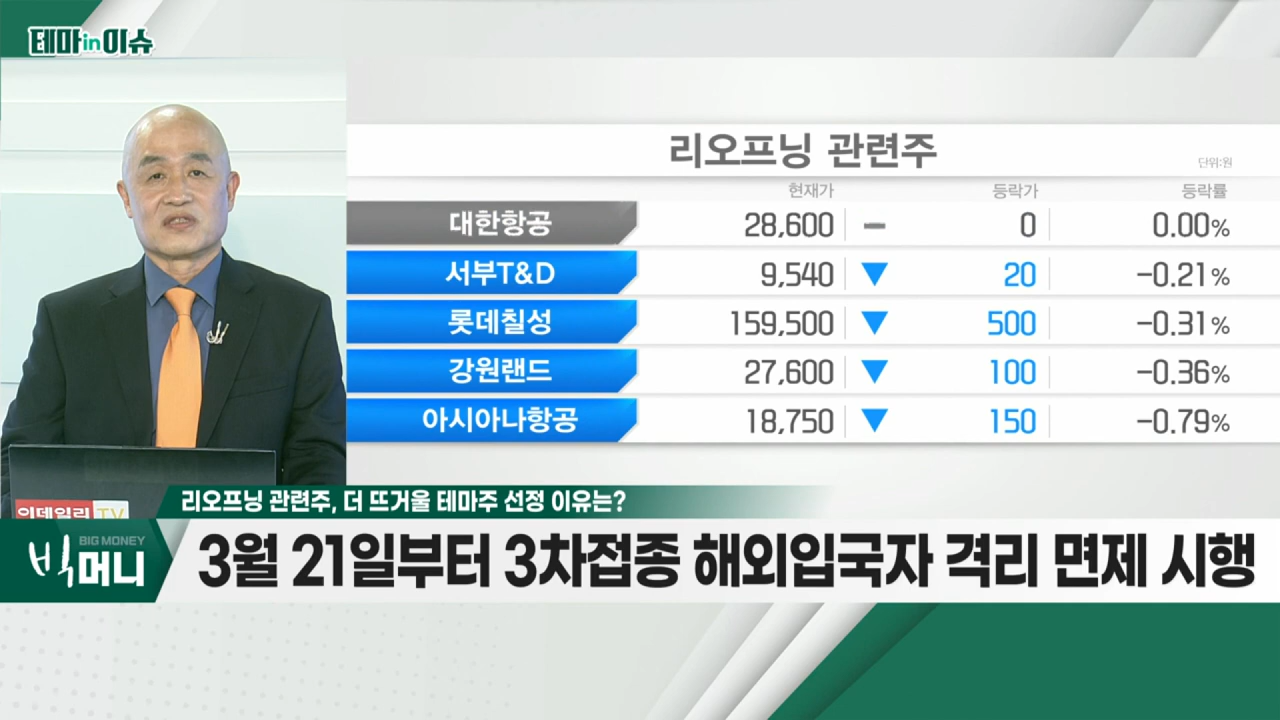 테마in이슈
리오프닝 관련주
단위:원
현재가 등락가 등락률
대한항공 28,600 － 0 0.00%
서부T&D 9,540 ▼ 20 -0.21%
롯데칠성 159,500 ▼ 500 -0.31%
강원랜드 27,600 ▼ 100 -0.36%
아시아나항공 18,750 ▼ 150 -0.79%
이데일리 TV
리오프닝 관련주, 더 뜨거울 테마주 선정 이유는?
BIG MONEY
빅머니
3월 21일부터 3차접종 해외입국자 격리 면제 시행